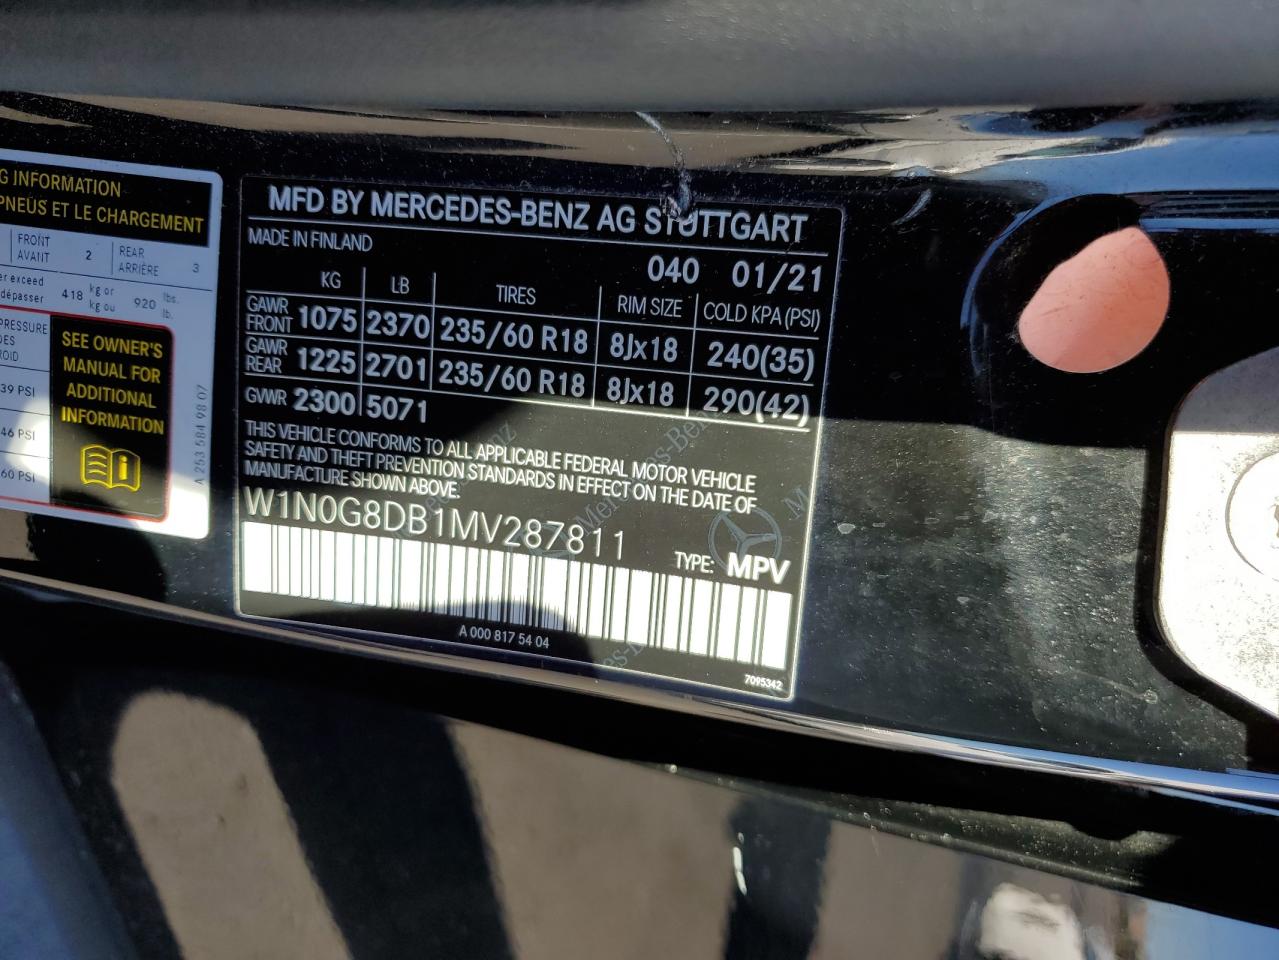 G INFORMATION
PNEUS ET LE CHARGEMENT
FRONT
AVANT
2
REAR
ARRIÈRE
3
er exceed
dépasser
418
kg or
kg ou
920
lbs.
lb.
PRESSURE
DES
ROID
39 PSI
46 PSI
60 PSI
SEE OWNER'S
MANUAL FOR
ADDITIONAL
INFORMATION
A 253 584 98 07
MFD BY MERCEDES-BENZ AG STUTTGART
MADE IN FINLAND
040 01/21
KG LB TIRES RIM SIZE COLD KPA (PSI)
GAWR FRONT 1075 2370 235/60 R18 8Jx18 240(35)
GAWR REAR 1225 2701 235/60 R18 8Jx18 290(42)
GVWR 2300 5071
THIS VEHICLE CONFORMS TO ALL APPLICABLE FEDERAL MOTOR VEHICLE
SAFETY AND THEFT PREVENTION STANDARDS IN EFFECT ON THE DATE OF
MANUFACTURE SHOWN ABOVE.
W1N0G8DB1MV287811
TYPE: MPV
A 000 817 54 04
7095342